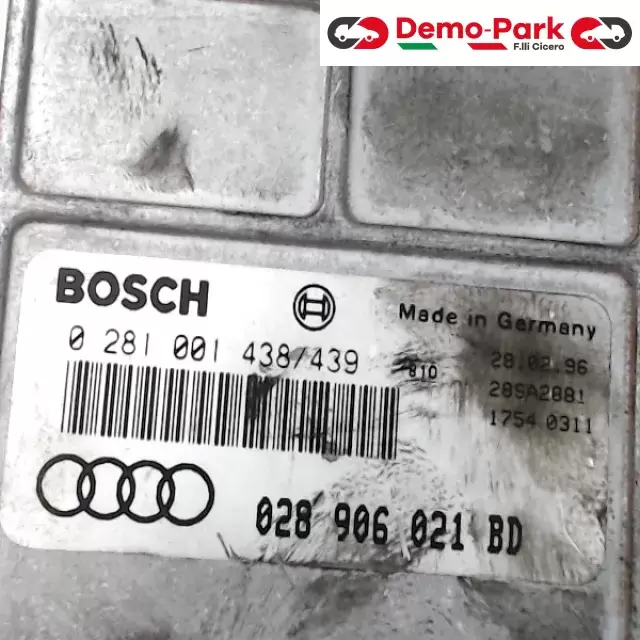 Demo-Park
F.lli Cicero
BOSCH
Made in Germany
0 281 001 438/439
810
28.02.96
28SA2881
1754 0311
028 906 021 BD